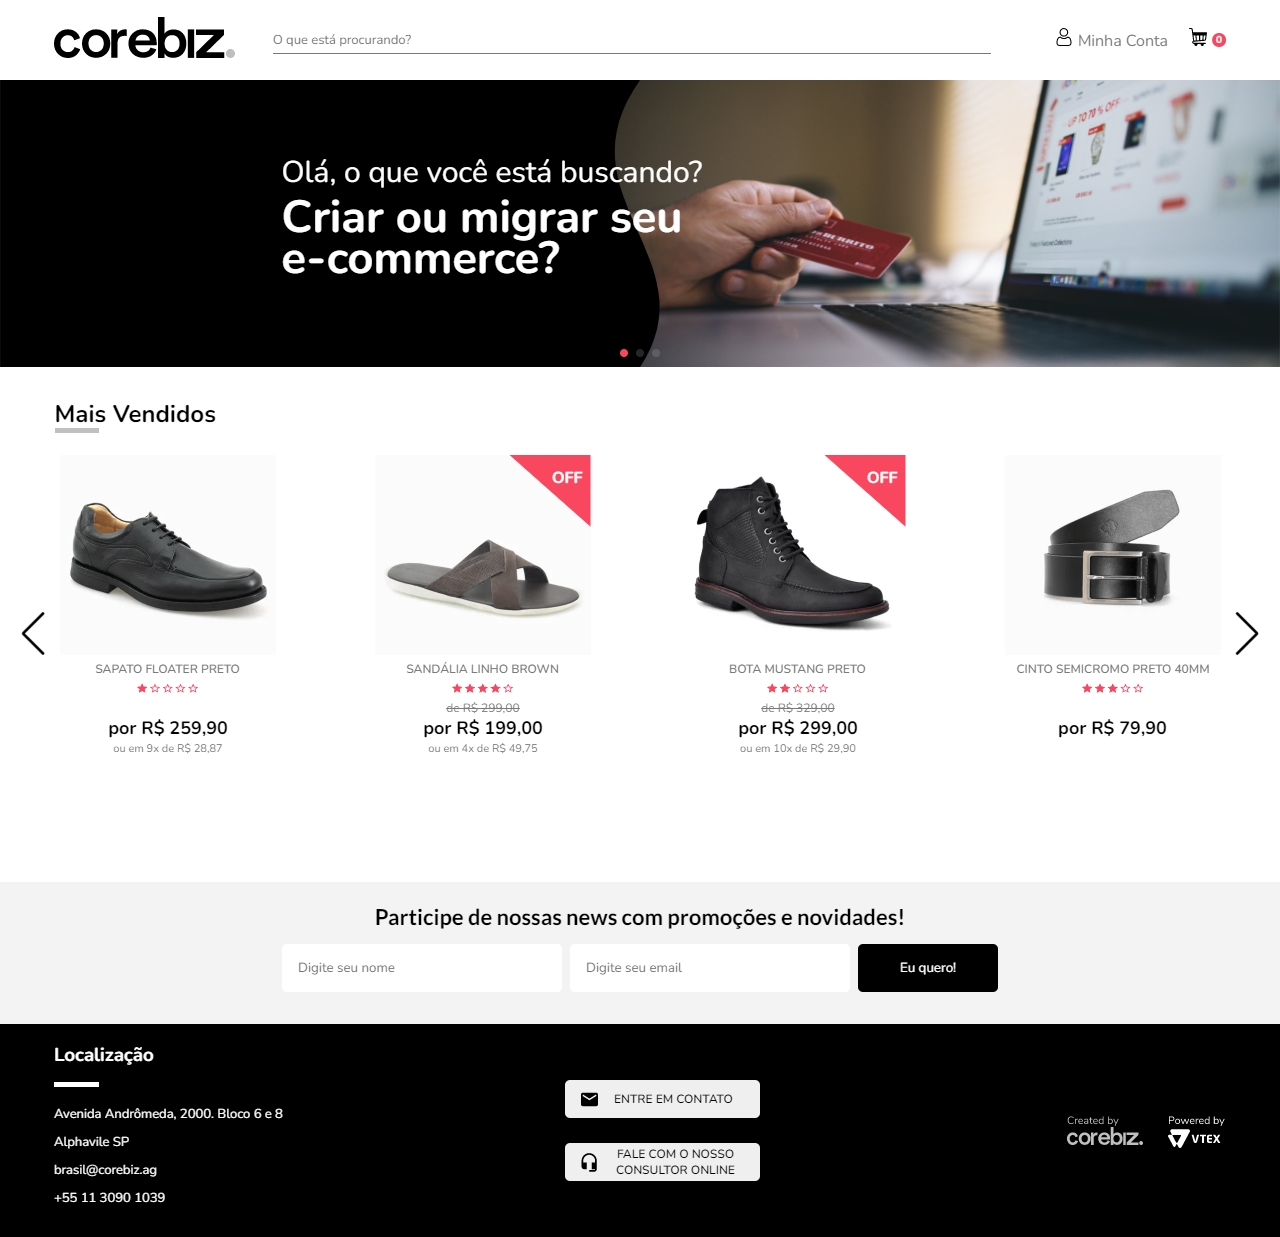 corebiz.
O que está procurando?
Minha Conta
0
UP TO 70 % OFF
BURRITO
Olá, o que você está buscando?
Criar ou migrar seu
e-commerce?
Mais Vendidos
OFF
OFF
SAPATO FLOATER PRETO
SANDÁLIA LINHO BROWN
BOTA MUSTANG PRETO
CINTO SEMICROMO PRETO 40MM
de R$ 299,00
de R$ 329,00
por R$ 259,90
por R$ 199,00
por R$ 299,00
por R$ 79,90
ou em 9x de R$ 28,87
ou em 4x de R$ 49,75
ou em 10x de R$ 29,90
Participe de nossas news com promoções e novidades!
Digite seu nome
Digite seu email
Eu quero!
Localização
Avenida Andrômeda, 2000. Bloco 6 e 8
Alphavile SP
brasil@corebiz.ag
+55 11 3090 1039
ENTRE EM CONTATO
FALE COM O NOSSO
CONSULTOR ONLINE
Created by
corebiz.
Powered by
VTEX